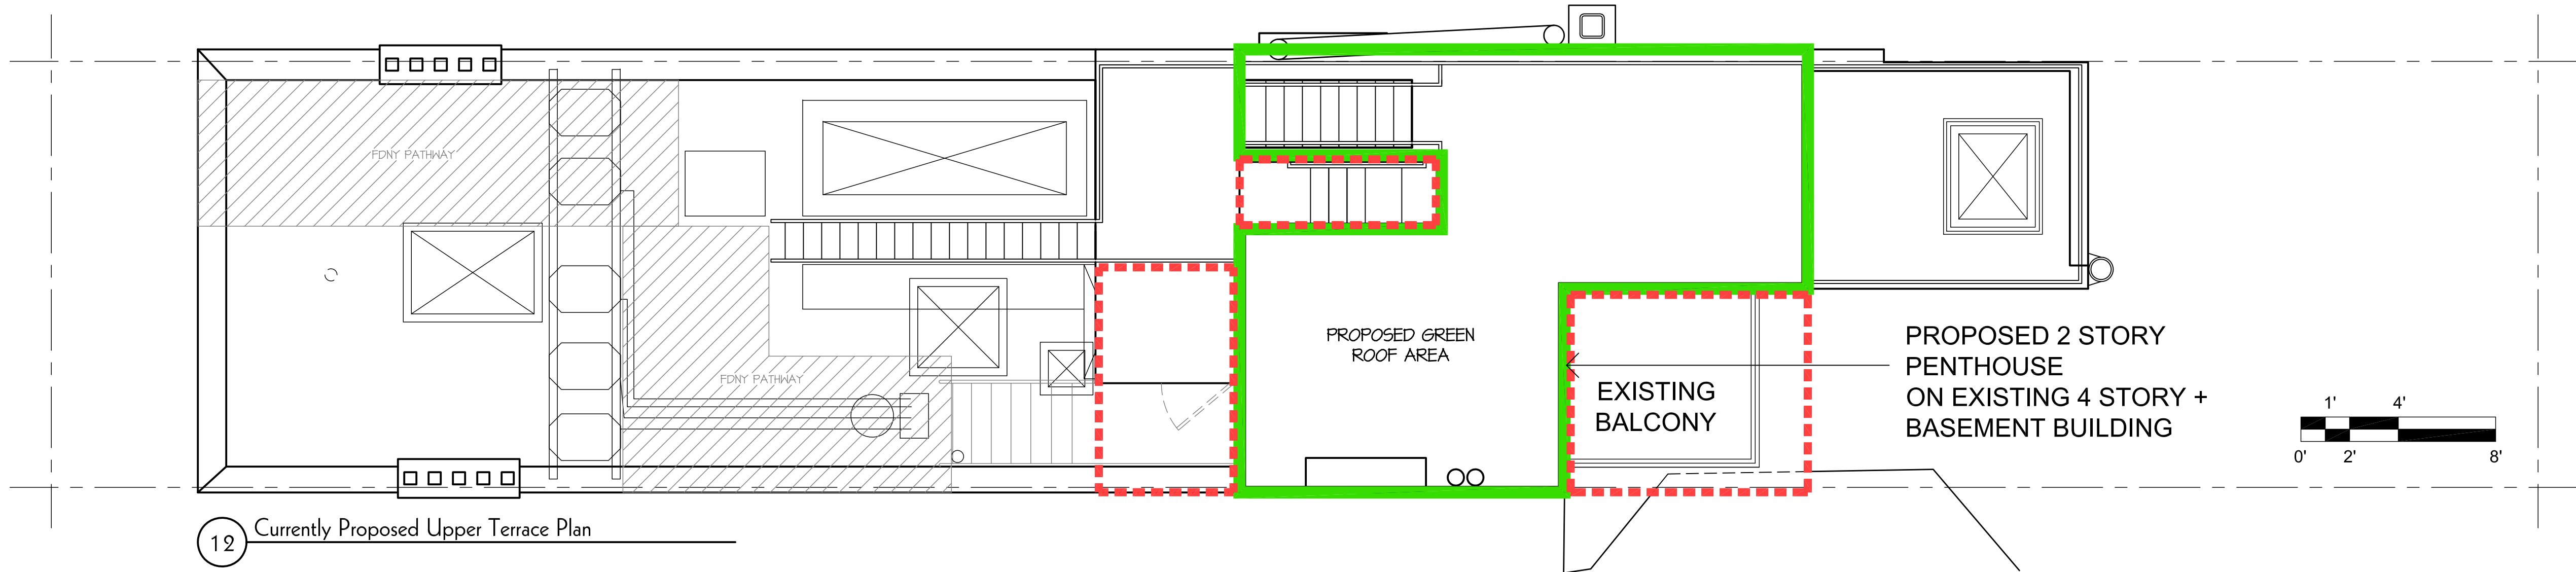 FDNY PATHWAY
FDNY PATHWAY
PROPOSED GREEN
ROOF AREA
EXISTING
BALCONY
PROPOSED 2 STORY
PENTHOUSE
ON EXISTING 4 STORY +
BASEMENT BUILDING
1' 4'
0' 2' 8'
12 Currently Proposed Upper Terrace Plan